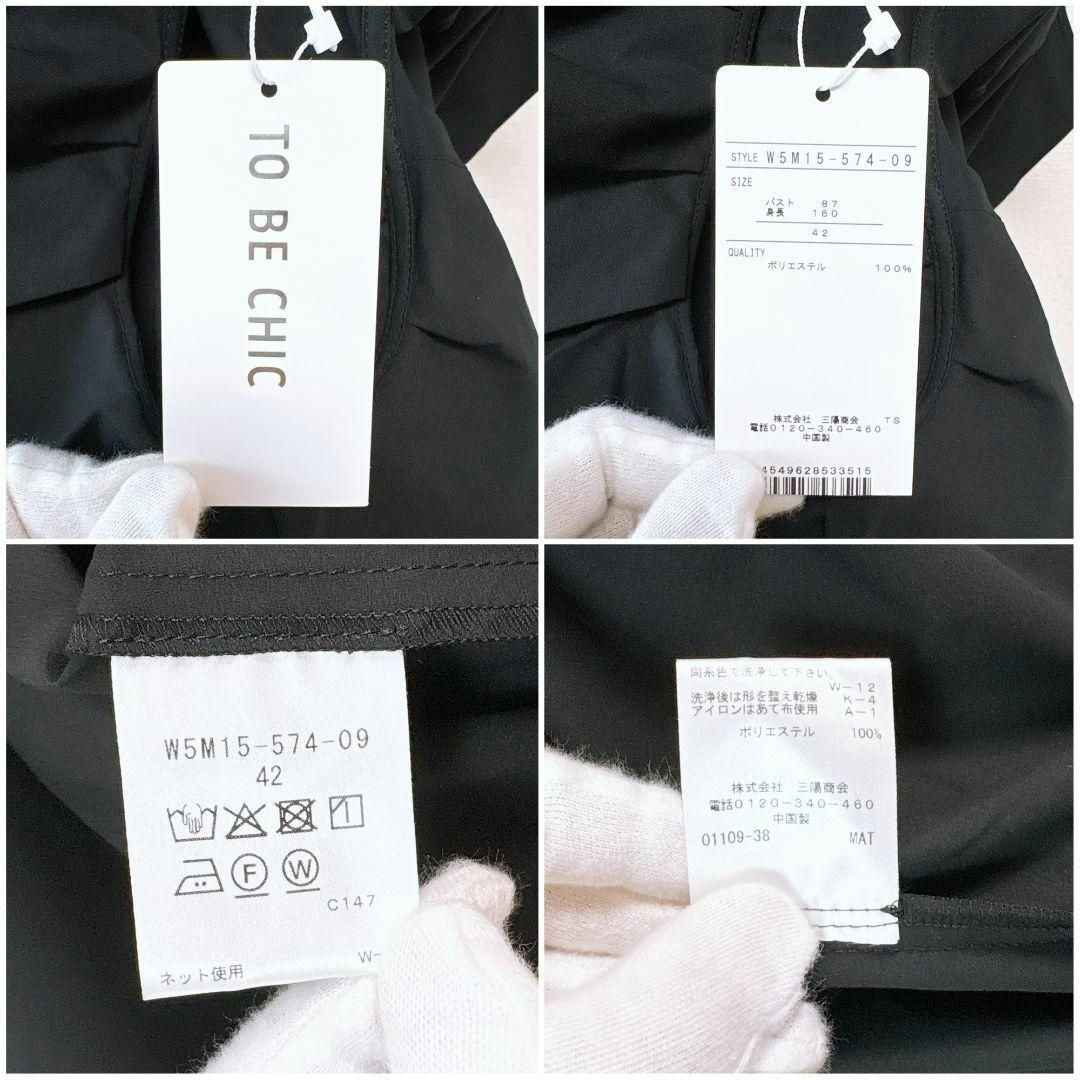 TO BE CHIC
STYLE W5M15-574-09
SIZE
バスト 87
身長 160
42
QUALITY
ポリエステル 100%
株式会社 三陽商会 TS
電話0120-340-460
中国製
4549628533515
W5M15-574-09
42
F W
C147
W-
ネット使用
同系色で洗浄して下さい。
W-12
洗浄後は形を整え乾燥 K-4
アイロンはあて布使用 A-1
ポリエステル 100%
株式会社 三陽商会
電話0120-340-460
中国製
01109-38 MAT